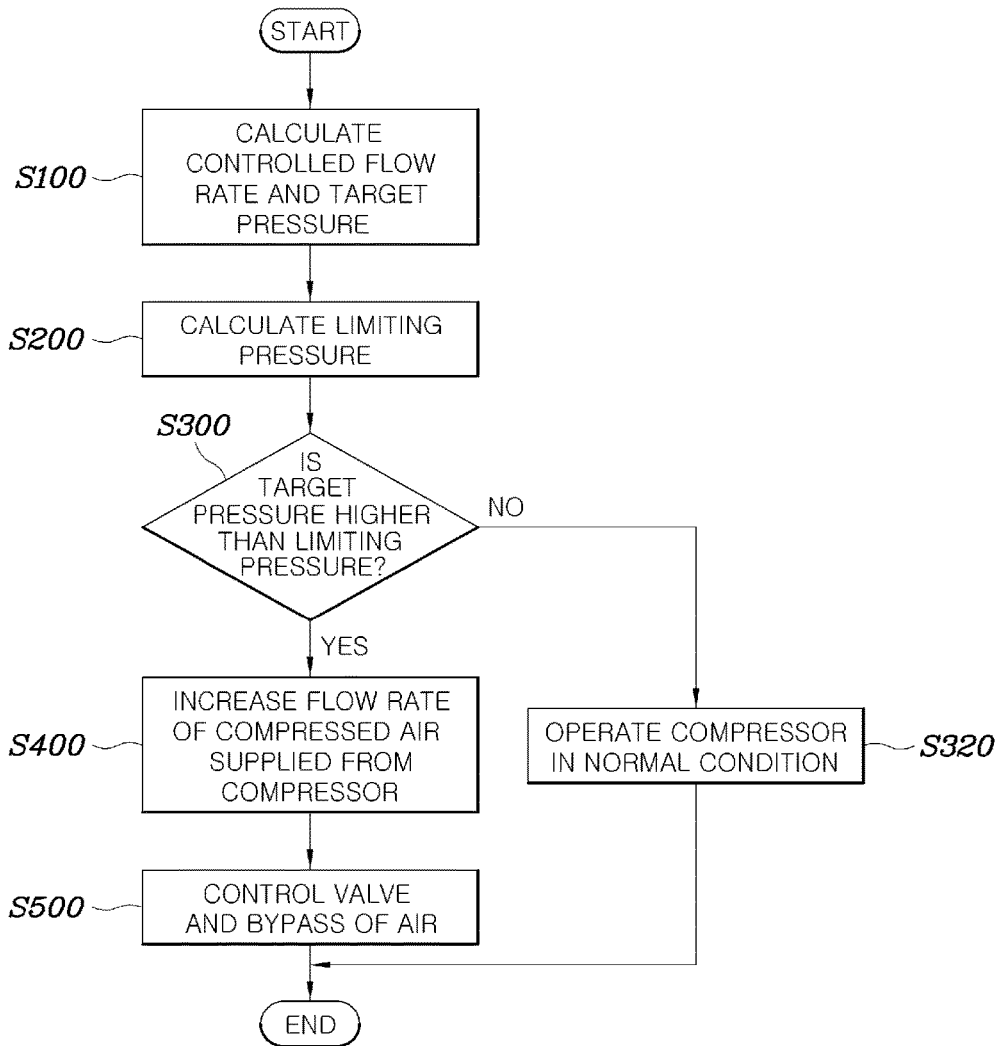 START
S100
CALCULATE
CONTROLLED FLOW
RATE AND TARGET
PRESSURE
S200
CALCULATE LIMITING
PRESSURE
S300
IS
TARGET
PRESSURE HIGHER
THAN LIMITING
PRESSURE?
NO
YES
S400
INCREASE FLOW RATE
OF COMPRESSED AIR
SUPPLIED FROM
COMPRESSOR
OPERATE COMPRESSOR
IN NORMAL CONDITION
S320
S500
CONTROL VALVE
AND BYPASS OF AIR
END